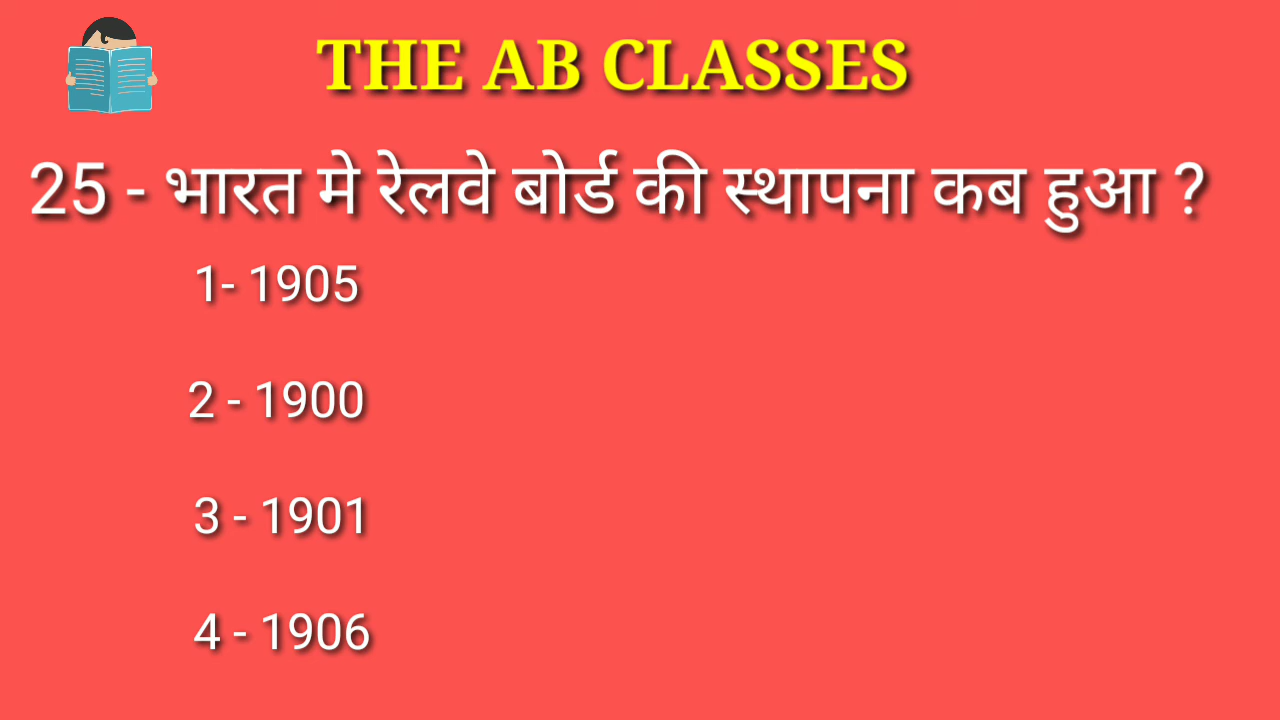 THE AB CLASSES
25 - भारत मे रेलवे बोर्ड की स्थापना कब हुआ ?
1- 1905
2 - 1900
3 - 1901
4 - 1906